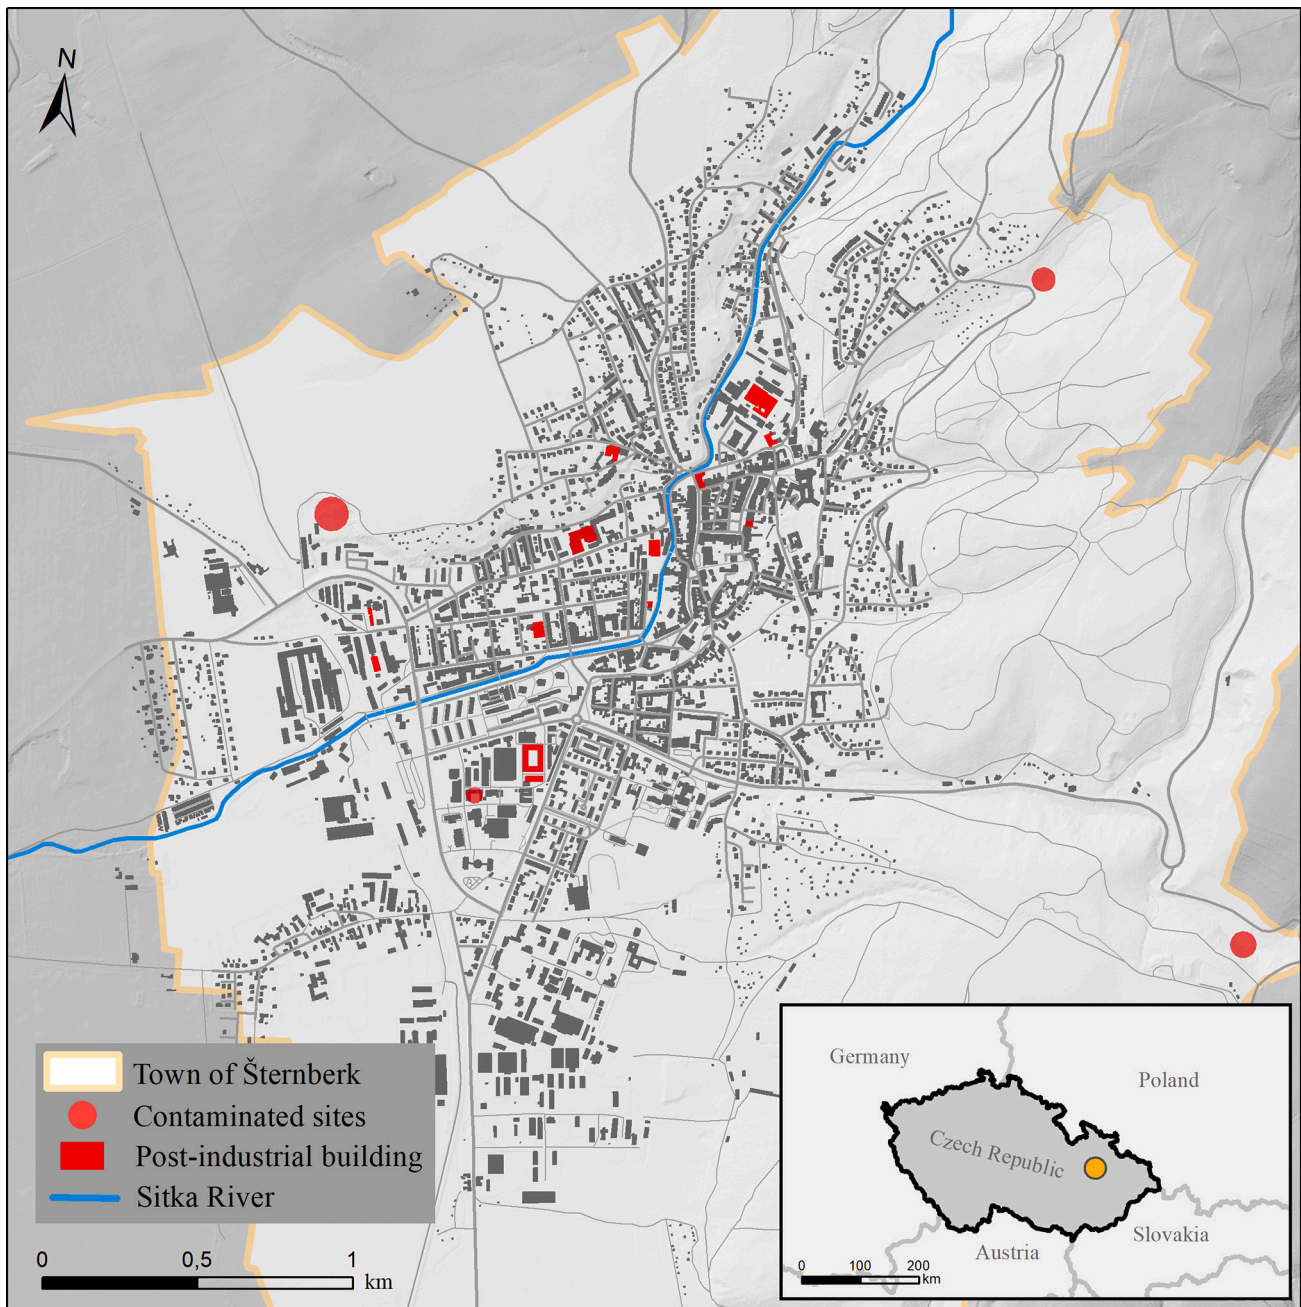 N
Town of Šternberk
Contaminated sites
Post-industrial building
Sitka River
0 0,5 1
km
Germany
Poland
Czech Republic
Slovakia
Austria
0 100 200
km